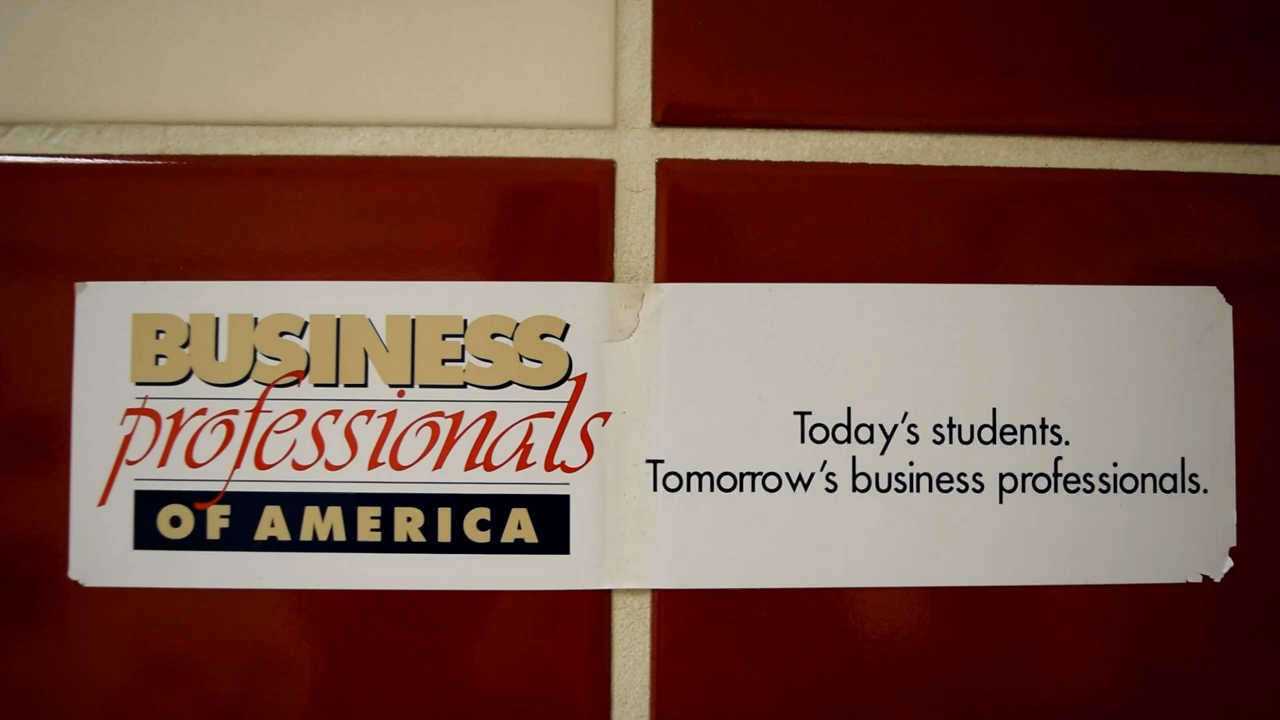 BUSINESS
professionals
OF AMERICA
Today's students.
Tomorrow's business professionals.